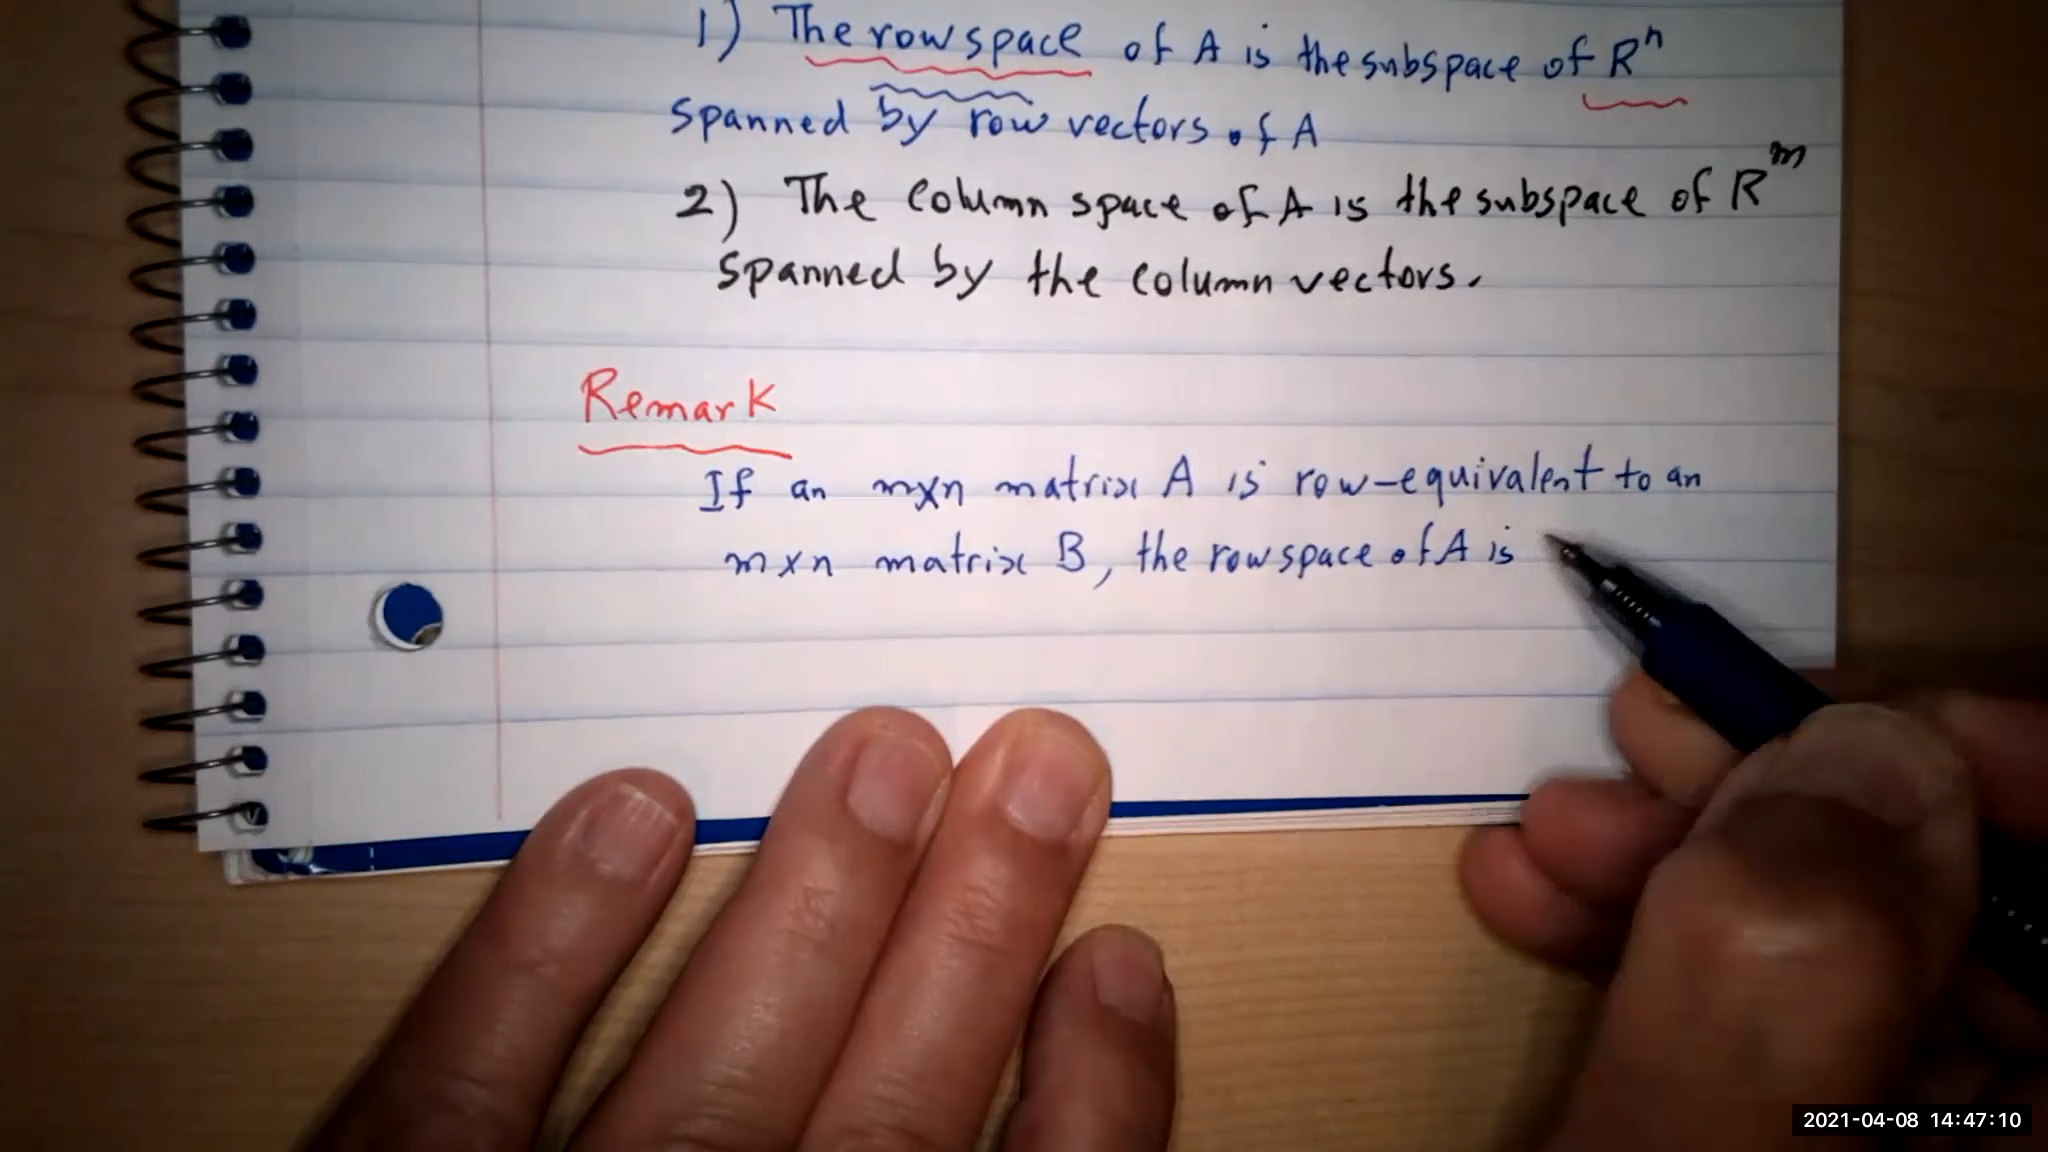 1) The row space of A is the subspace of Rⁿ
spanned by row vectors of A
2) The column space of A is the subspace of Rᵐ
spanned by the column vectors.
Remark
If an m×n matrix A is row-equivalent to an
m×n matrix B, the row space of A is
2021-04-08 14:47:10